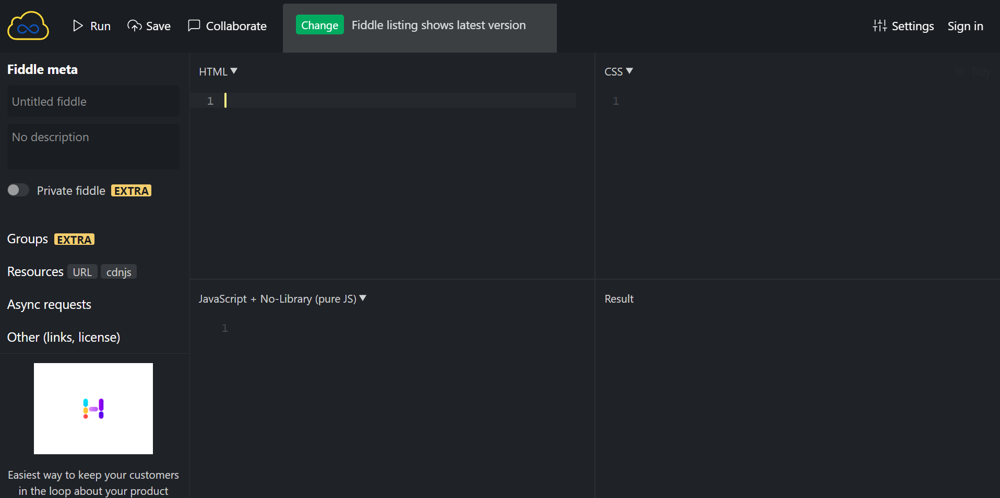 Run
Save
Collaborate
Change Fiddle listing shows latest version
Settings
Sign in
Fiddle meta
Untitled fiddle
No description
Private fiddle EXTRA
Groups EXTRA
Resources URL cdnjs
Async requests
Other (links, license)
Easiest way to keep your customers
in the loop about your product
HTML
1
CSS
Tidy
1
JavaScript + No-Library (pure JS)
1
Result